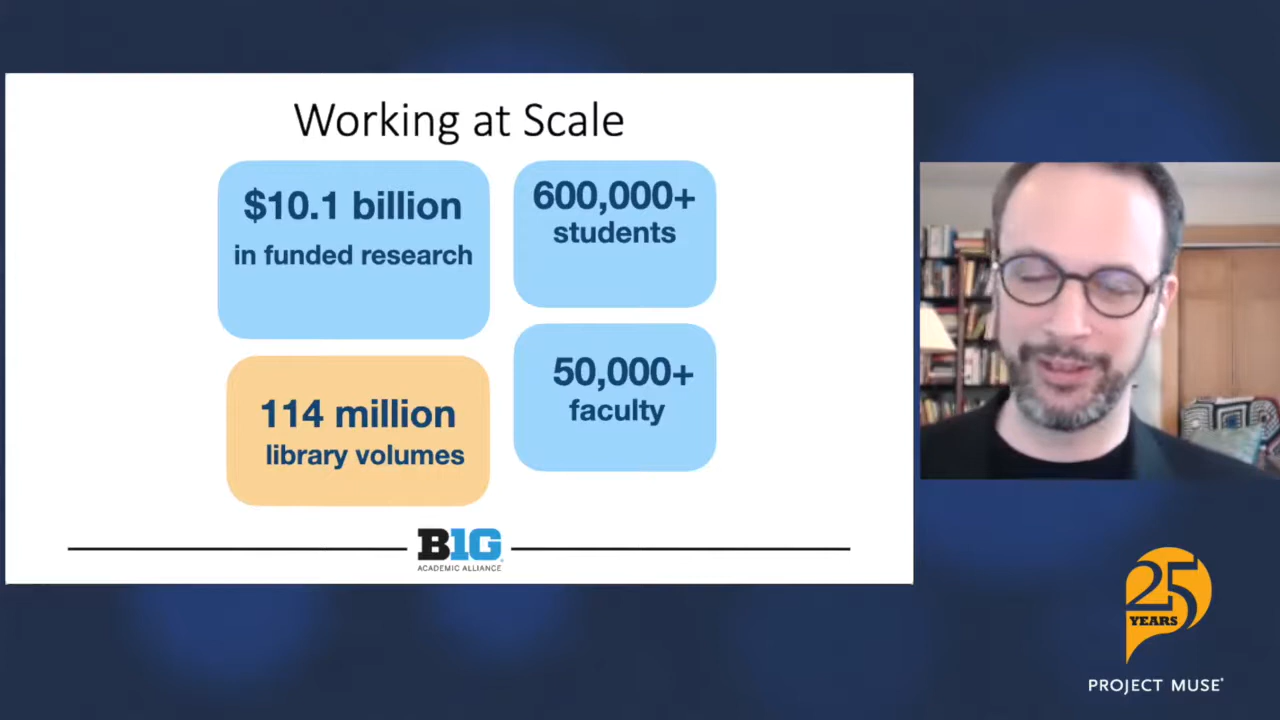 Working at Scale
$10.1 billion
in funded research
600,000+
students
114 million
library volumes
50,000+
faculty
B1G
ACADEMIC ALLIANCE
25
YEARS
PROJECT MUSE®